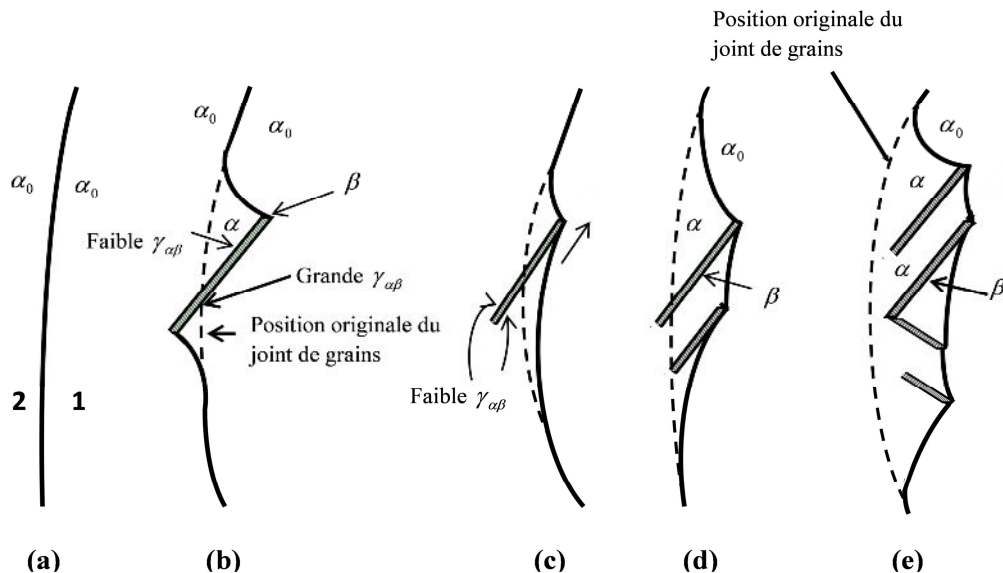 Position originale du
joint de grains
α₀
α₀
2
1
(a)
α₀
α₀
β
α
Faible γαβ
Grande γαβ
Position originale du
joint de grains
(b)
Faible γαβ
(c)
α₀
α
β
(d)
α₀
α
α
β
(e)